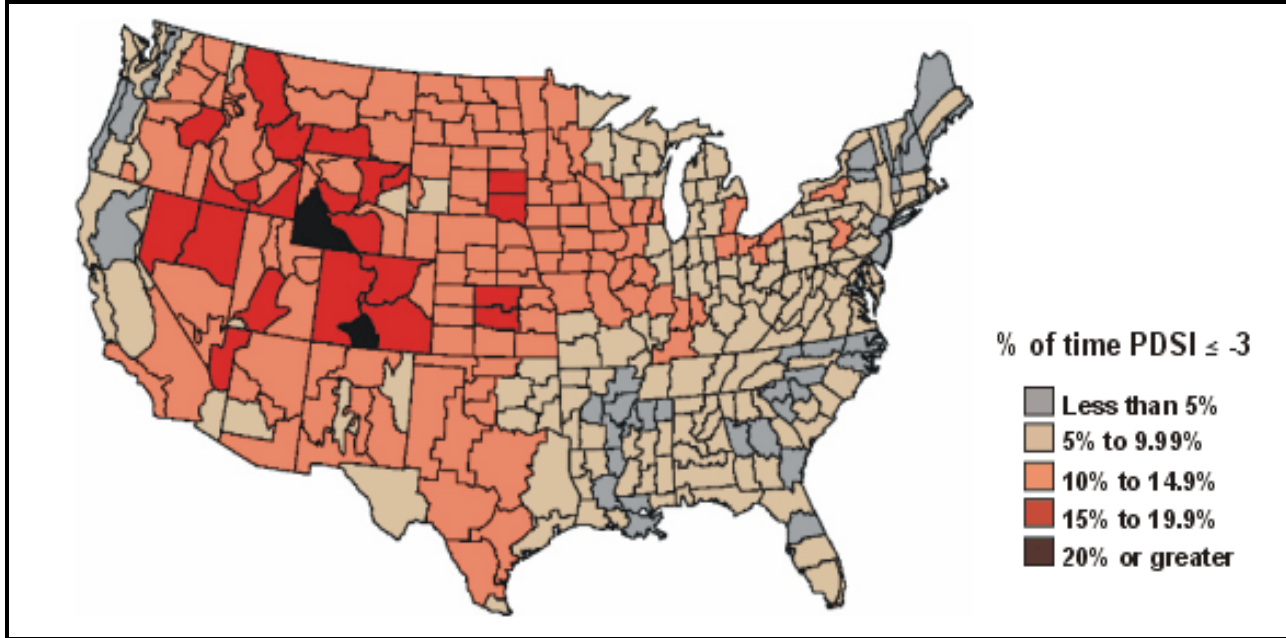 % of time PDSI ≤ -3
Less than 5%
5% to 9.99%
10% to 14.9%
15% to 19.9%
20% or greater